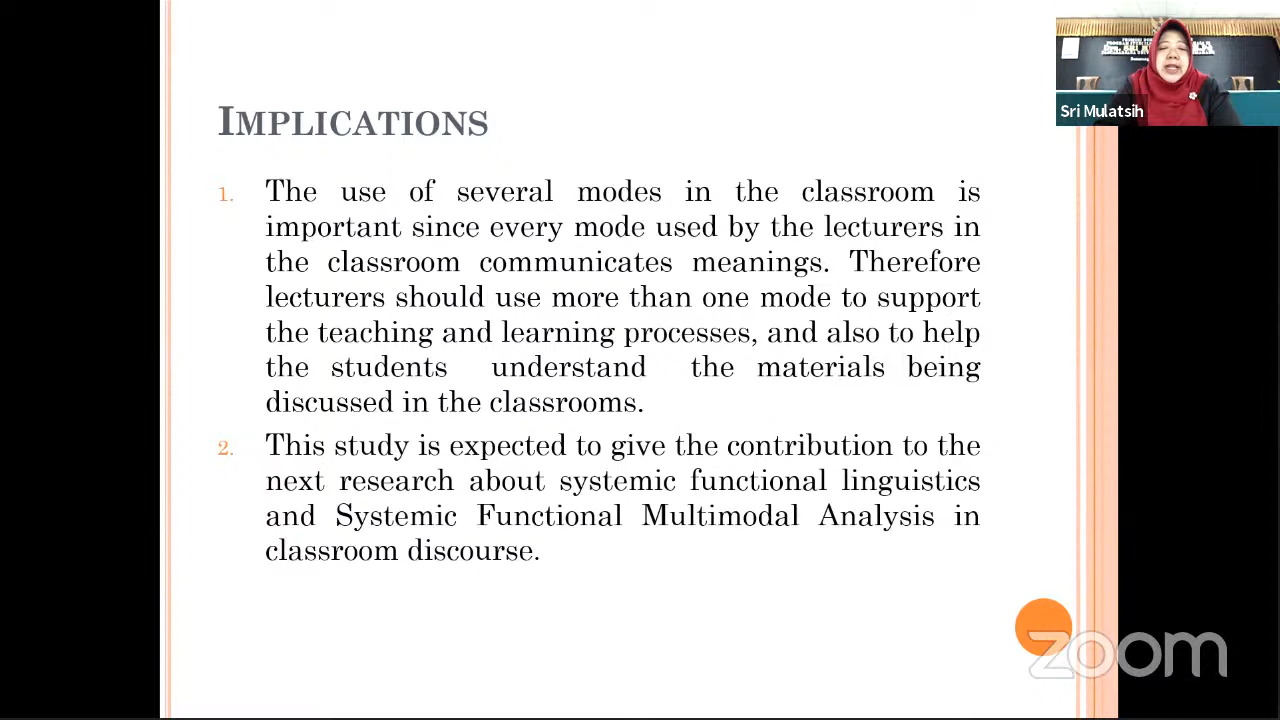 IMPLICATIONS
1. The use of several modes in the classroom is
important since every mode used by the lecturers in
the classroom communicates meanings. Therefore
lecturers should use more than one mode to support
the teaching and learning processes, and also to help
the students understand the materials being
discussed in the classrooms.
2. This study is expected to give the contribution to the
next research about systemic functional linguistics
and Systemic Functional Multimodal Analysis in
classroom discourse.
Sri Mulatsih
zoom